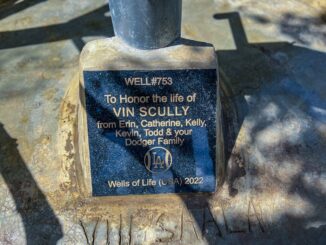 WELL#753
To Honor the life of
VIN SCULLY
from Erin, Catherine, Kelly,
Kevin, Todd & your
Dodger Family
LA
Wells of Life (USA) 2022